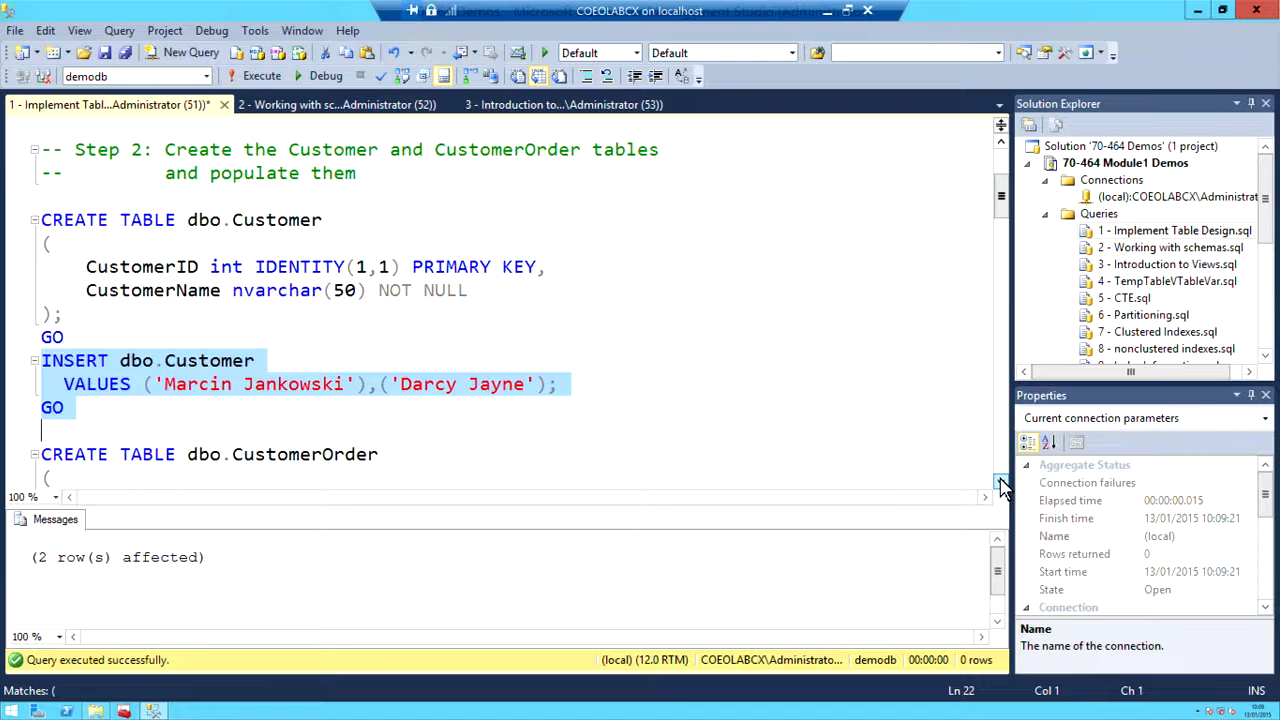 COEOLABCX on localhost
File Edit View Query Project Debug Tools Window Help
New Query Default Default
demodb Execute Debug
1 - Implement Tabl...Administrator (51))* 2 - Working with sc...Administrator (52)) 3 - Introduction to...\Administrator (53))
-- Step 2: Create the Customer and CustomerOrder tables
-- and populate them
CREATE TABLE dbo.Customer
(
CustomerID int IDENTITY(1,1) PRIMARY KEY,
CustomerName nvarchar(50) NOT NULL
);
GO
INSERT dbo.Customer
VALUES ('Marcin Jankowski'),('Darcy Jayne');
GO
CREATE TABLE dbo.CustomerOrder
(
100 %
Messages
(2 row(s) affected)
100 %
Query executed successfully. (local) (12.0 RTM) COEOLABCX\Administrato... demodb 00:00:00 0 rows
Solution Explorer
Solution '70-464 Demos' (1 project)
70-464 Module1 Demos
Connections
(local):COEOLABCX\Administrat
Queries
1 - Implement Table Design.sql
2 - Working with schemas.sql
3 - Introduction to Views.sql
4 - TempTableVTableVar.sql
5 - CTE.sql
6 - Partitioning.sql
7 - Clustered Indexes.sql
8 - nonclustered indexes.sql
Properties
Current connection parameters
Aggregate Status
Connection failures
Elapsed time 00:00:00.015
Finish time 13/01/2015 10:09:21
Name (local)
Rows returned 0
Start time 13/01/2015 10:09:21
State Open
Connection
Name
The name of the connection.
Matches: ( Ln 22 Col 1 Ch 1 INS
10:09
13/01/2015